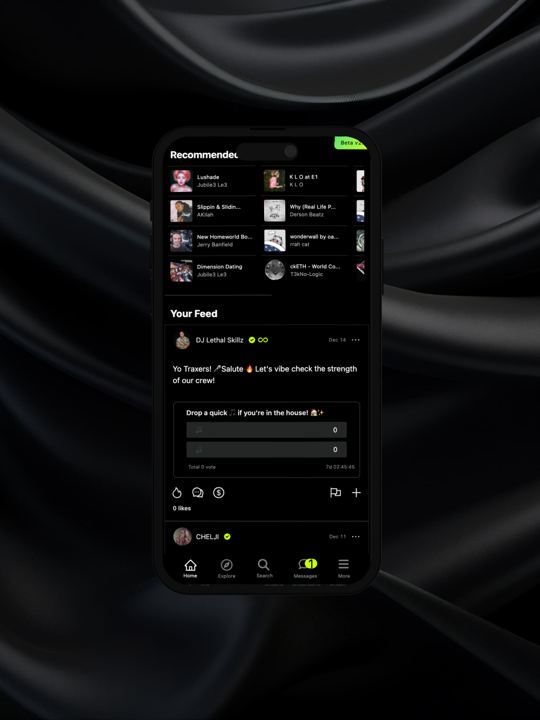 Beta v2
Recommended
Lushade
Jubile3 Le3
K L O at E1
K L O
Slippin & Slidin...
AKilah
Why (Real Life P...
Derson Beatz
New Homeworld Bo...
Jerry Banfield
wonderwall by oa...
rrah cat
Dimension Dating
Jubile3 Le3
ckETH - World Co...
T3kNo-Logic
Your Feed
DJ Lethal Skillz
Dec 14
Yo Traxers! 🎤Salute 🔥 Let's vibe check the strength
of our crew!
Drop a quick 🎵 if you're in the house! 🏠✨
🎵 0
🎵 0
Total 0 vote
7d 02:45:45
0 likes
CHELJI
Dec 11
1
Home
Explore
Search
Messages
More